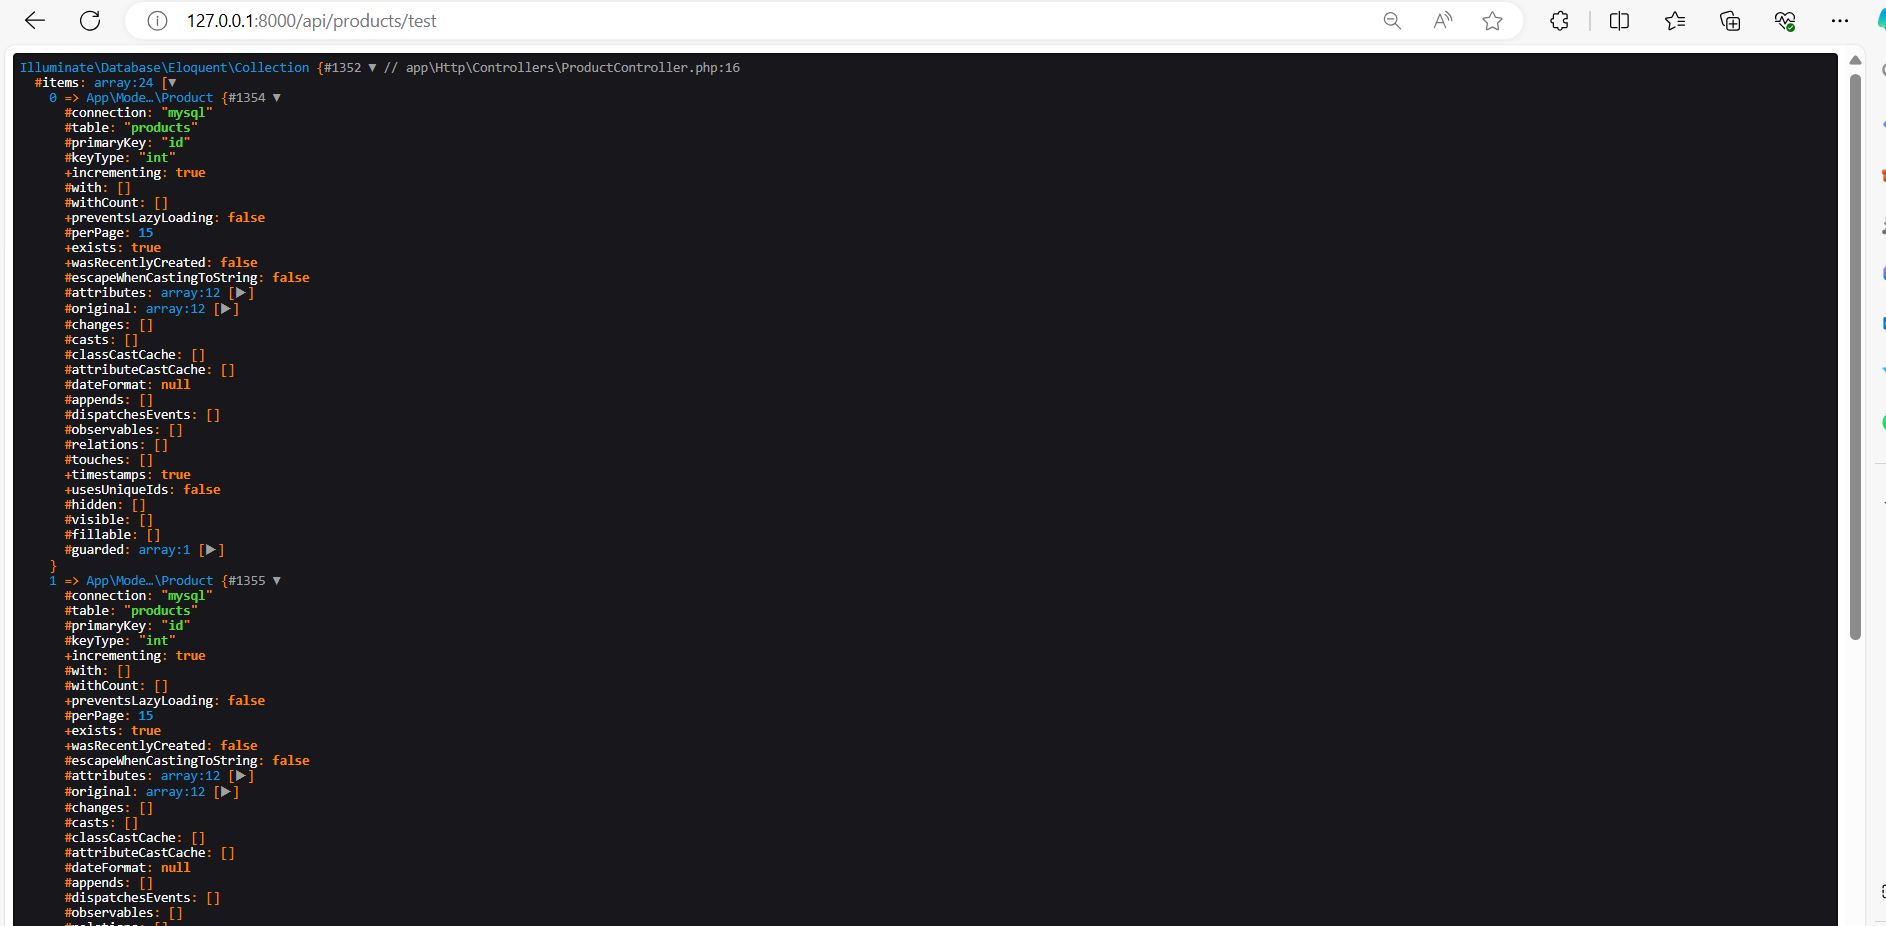 127.0.0.1:8000/api/products/test
Illuminate\Database\Eloquent\Collection {#1352 ▼ // app\Http\Controllers\ProductController.php:16
#items: array:24 [▼
0 => App\Mode…\Product {#1354 ▼
#connection: "mysql"
#table: "products"
#primaryKey: "id"
#keyType: "int"
+incrementing: true
#with: []
#withCount: []
+preventsLazyLoading: false
#perPage: 15
+exists: true
+wasRecentlyCreated: false
#escapeWhenCastingToString: false
#attributes: array:12 [▶]
#original: array:12 [▶]
#changes: []
#casts: []
#classCastCache: []
#attributeCastCache: []
#dateFormat: null
#appends: []
#dispatchesEvents: []
#observables: []
#relations: []
#touches: []
+timestamps: true
+usesUniqueIds: false
#hidden: []
#visible: []
#fillable: []
#guarded: array:1 [▶]
}
1 => App\Mode…\Product {#1355 ▼
#connection: "mysql"
#table: "products"
#primaryKey: "id"
#keyType: "int"
+incrementing: true
#with: []
#withCount: []
+preventsLazyLoading: false
#perPage: 15
+exists: true
+wasRecentlyCreated: false
#escapeWhenCastingToString: false
#attributes: array:12 [▶]
#original: array:12 [▶]
#changes: []
#casts: []
#classCastCache: []
#attributeCastCache: []
#dateFormat: null
#appends: []
#dispatchesEvents: []
#observables: []